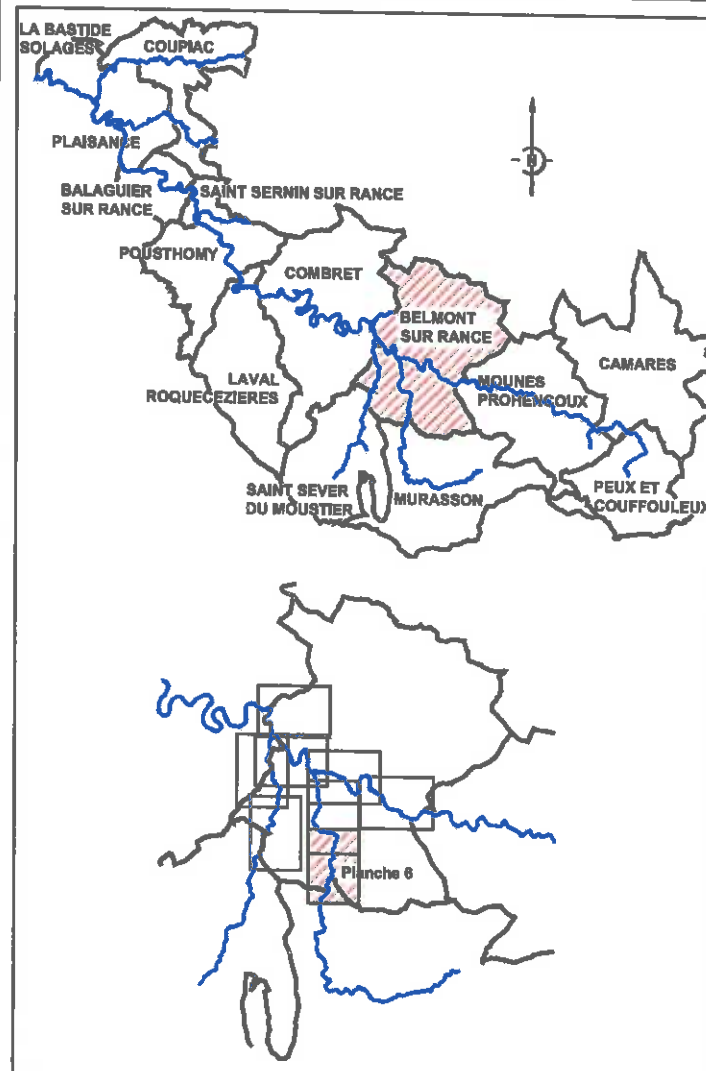 LA BASTIDE
SOLAGES
COUPIAC
PLAISANCE
BALAGUIER
SUR RANCE
SAINT SERNIN SUR RANCE
POUSTHOMY
COMBRET
BELMONT
SUR RANCE
CAMARES
LAVAL
ROQUECEZIERES
MOUNES
PROHENCOUX
SAINT SEVER
DU MOUSTIER
MURASSON
PEUX ET
COUFFOULEUX
N
Planche 6